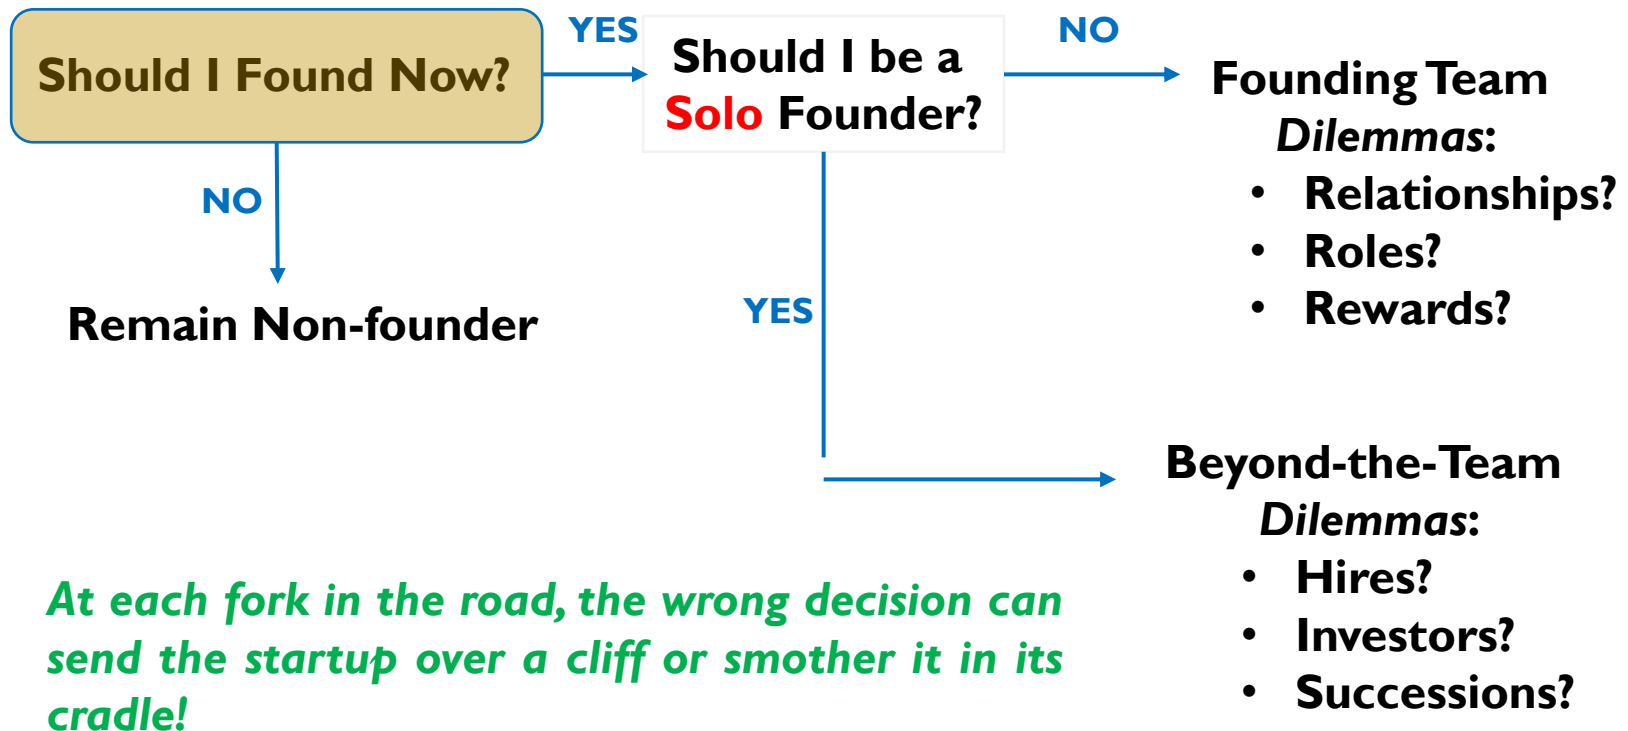 Should I Found Now?
YES
Should I be a
Solo Founder?
NO
Founding Team
Dilemmas:
• Relationships?
• Roles?
• Rewards?
NO
Remain Non-founder
YES
Beyond-the-Team
Dilemmas:
• Hires?
• Investors?
• Successions?
At each fork in the road, the wrong decision can
send the startup over a cliff or smother it in its
cradle!